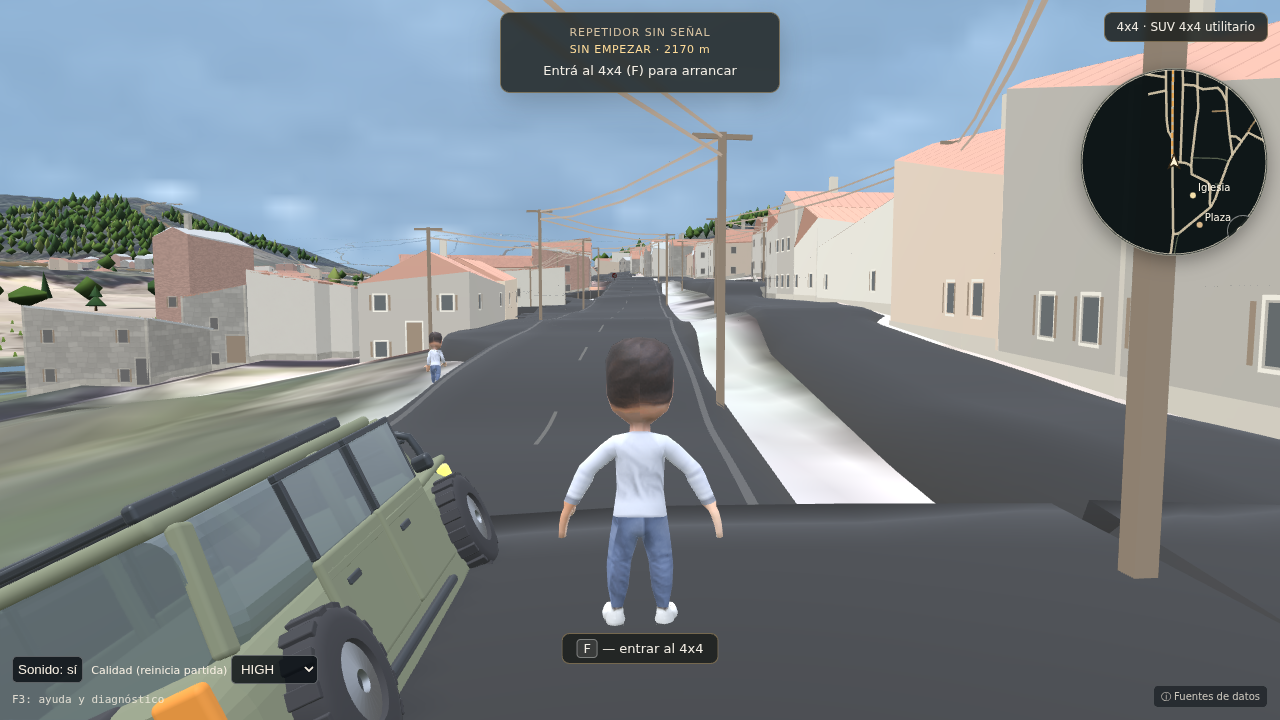 REPETIDOR SIN SEÑAL
SIN EMPEZAR · 2170 m
Entrá al 4x4 (F) para arrancar
4x4 · SUV 4x4 utilitario
Iglesia
Plaza
F — entrar al 4x4
Sonido: sí
Calidad (reinicia partida)
HIGH
F3: ayuda y diagnóstico
ⓘ Fuentes de datos